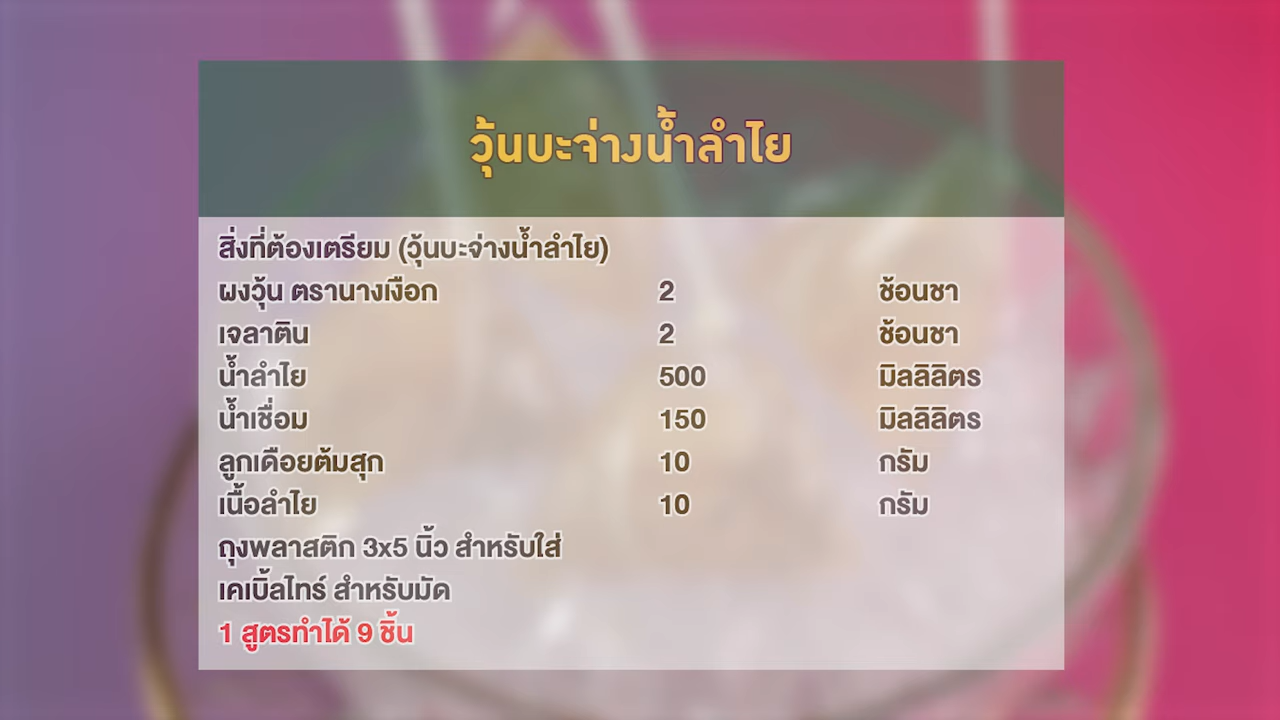 วุ้นบะจ่างน้ำลำไย
สิ่งที่ต้องเตรียม (วุ้นบะจ่างน้ำลำไย)
ผงวุ้น ตรานางเงือก 2 ช้อนชา
เจลาติน 2 ช้อนชา
น้ำลำไย 500 มิลลิลิตร
น้ำเชื่อม 150 มิลลิลิตร
ลูกเดือยต้มสุก 10 กรัม
เนื้อลำไย 10 กรัม
ถุงพลาสติก 3x5 นิ้ว สำหรับใส่
เคเบิ้ลไทร์ สำหรับมัด
1 สูตรทำได้ 9 ชิ้น